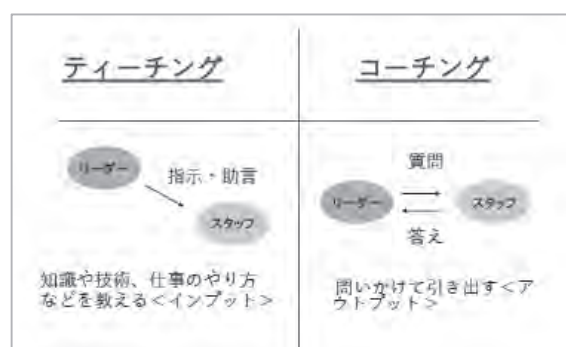 ティーチング
リーダー
指示・助言
スタッフ
知識や技術、仕事のやり方
などを教える＜インプット＞
コーチング
質問
リーダー
スタッフ
答え
問いかけて引き出す＜ア
ウトプット＞